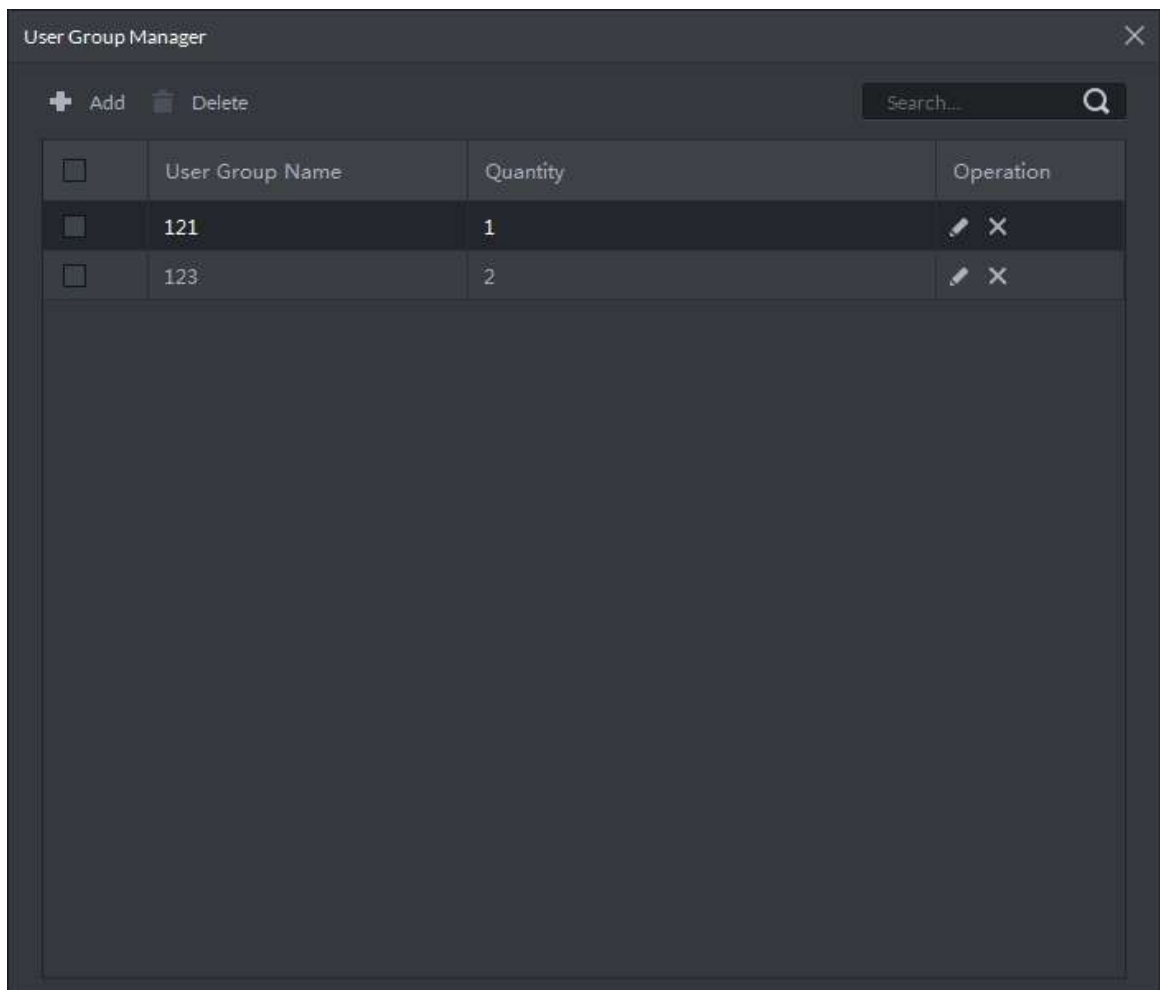 User Group Manager
Add Delete Search...
User Group Name Quantity Operation
121 1
123 2